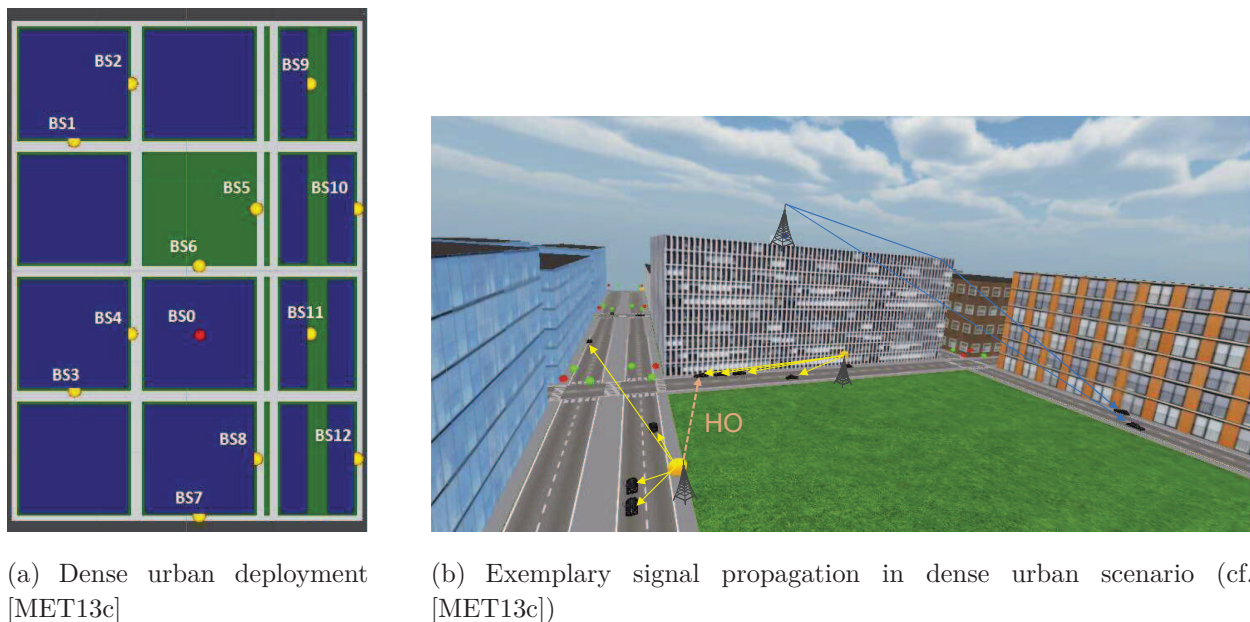 BS2
BS9
BS1
BS5
BS10
BS6
BS4
BS0
BS11
BS3
BS8
BS12
BS7
HO
(a) Dense urban deployment
[MET13c]
(b) Exemplary signal propagation in dense urban scenario (cf.
[MET13c])